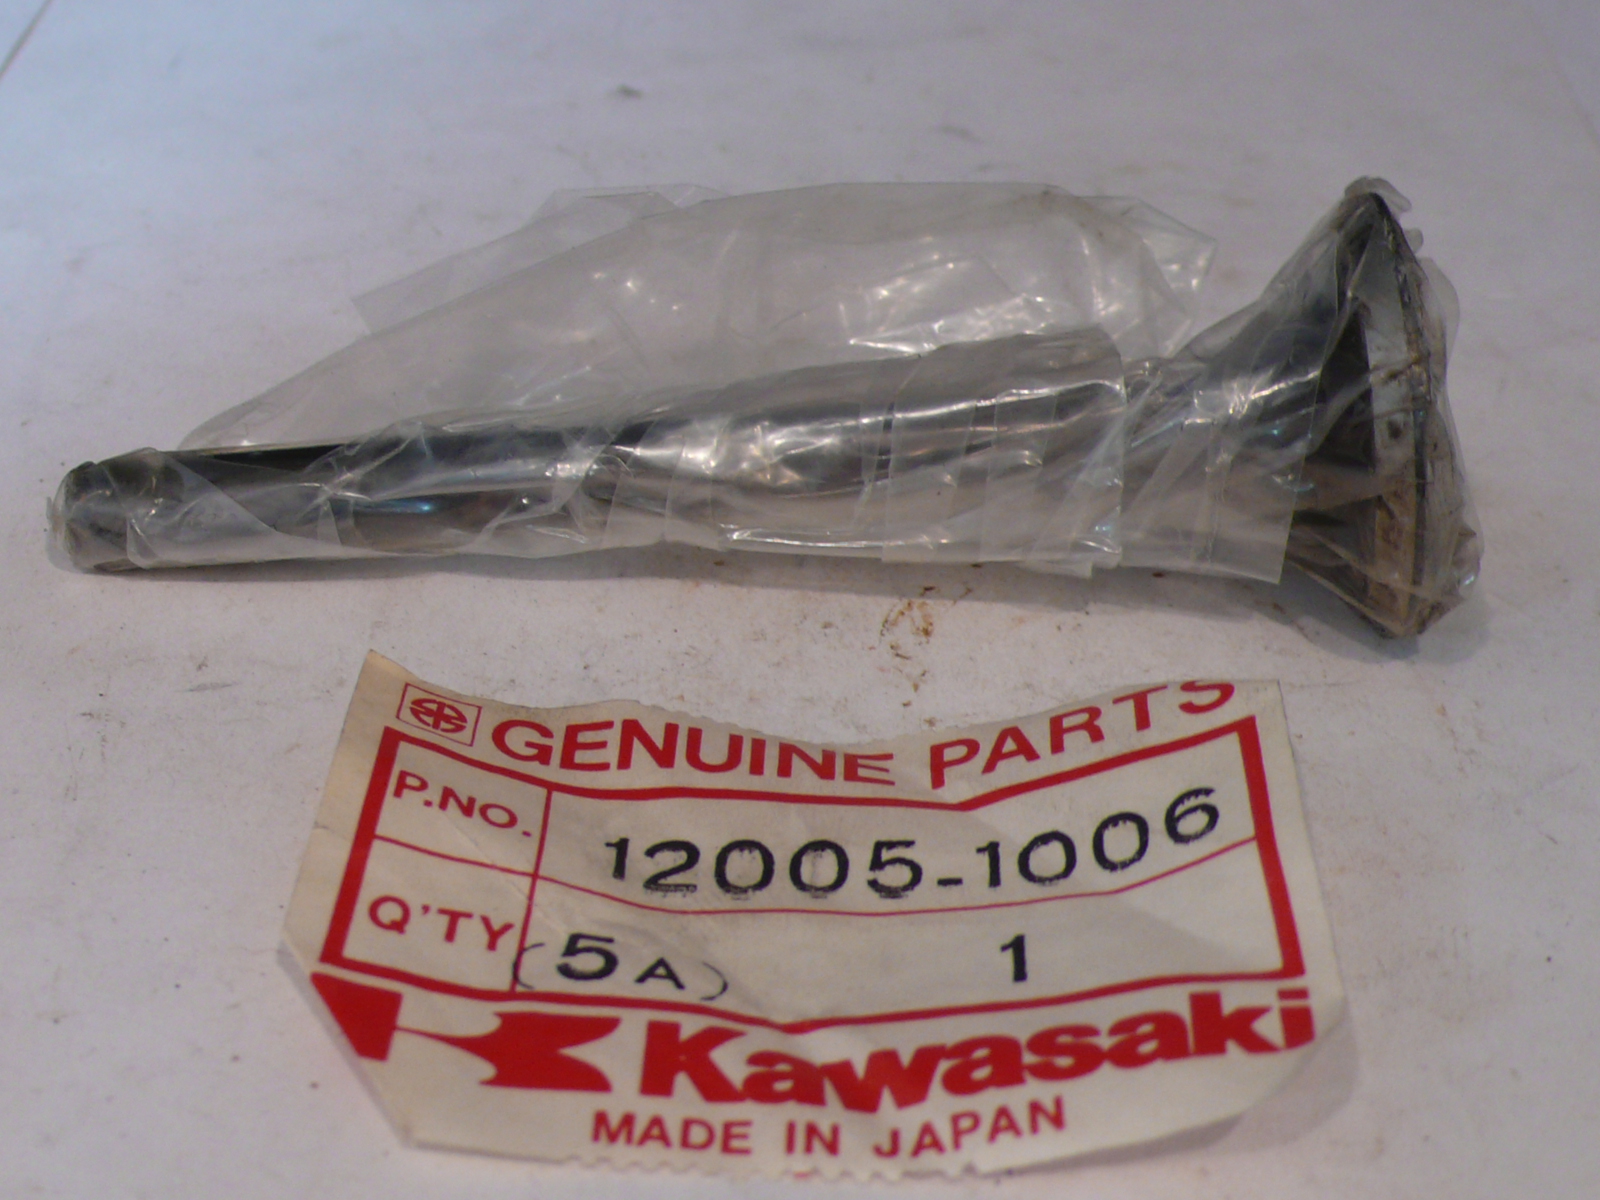 GENUINE PARTS
P.NO. 12005-1006
Q'TY (5A) 1
Kawasaki
MADE IN JAPAN